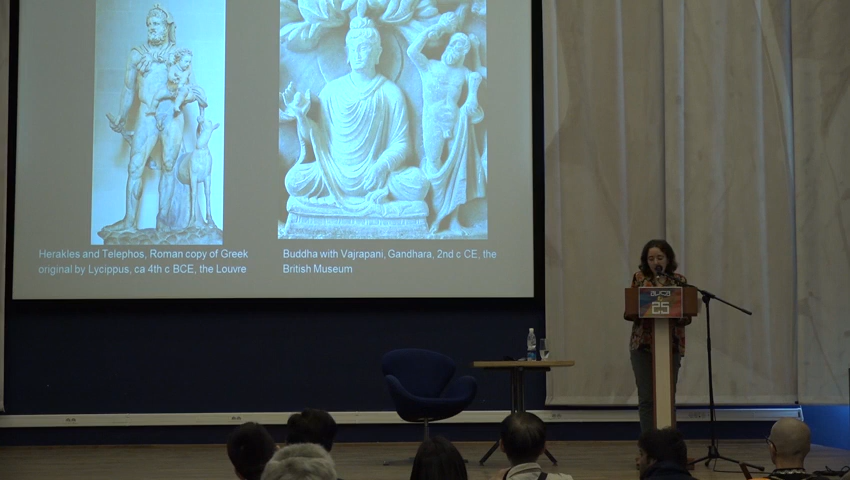 Herakles and Telephos, Roman copy of Greek
original by Lycippus, ca 4th c BCE, the Louvre
Buddha with Vajrapani, Gandhara, 2nd c CE, the
British Museum
25